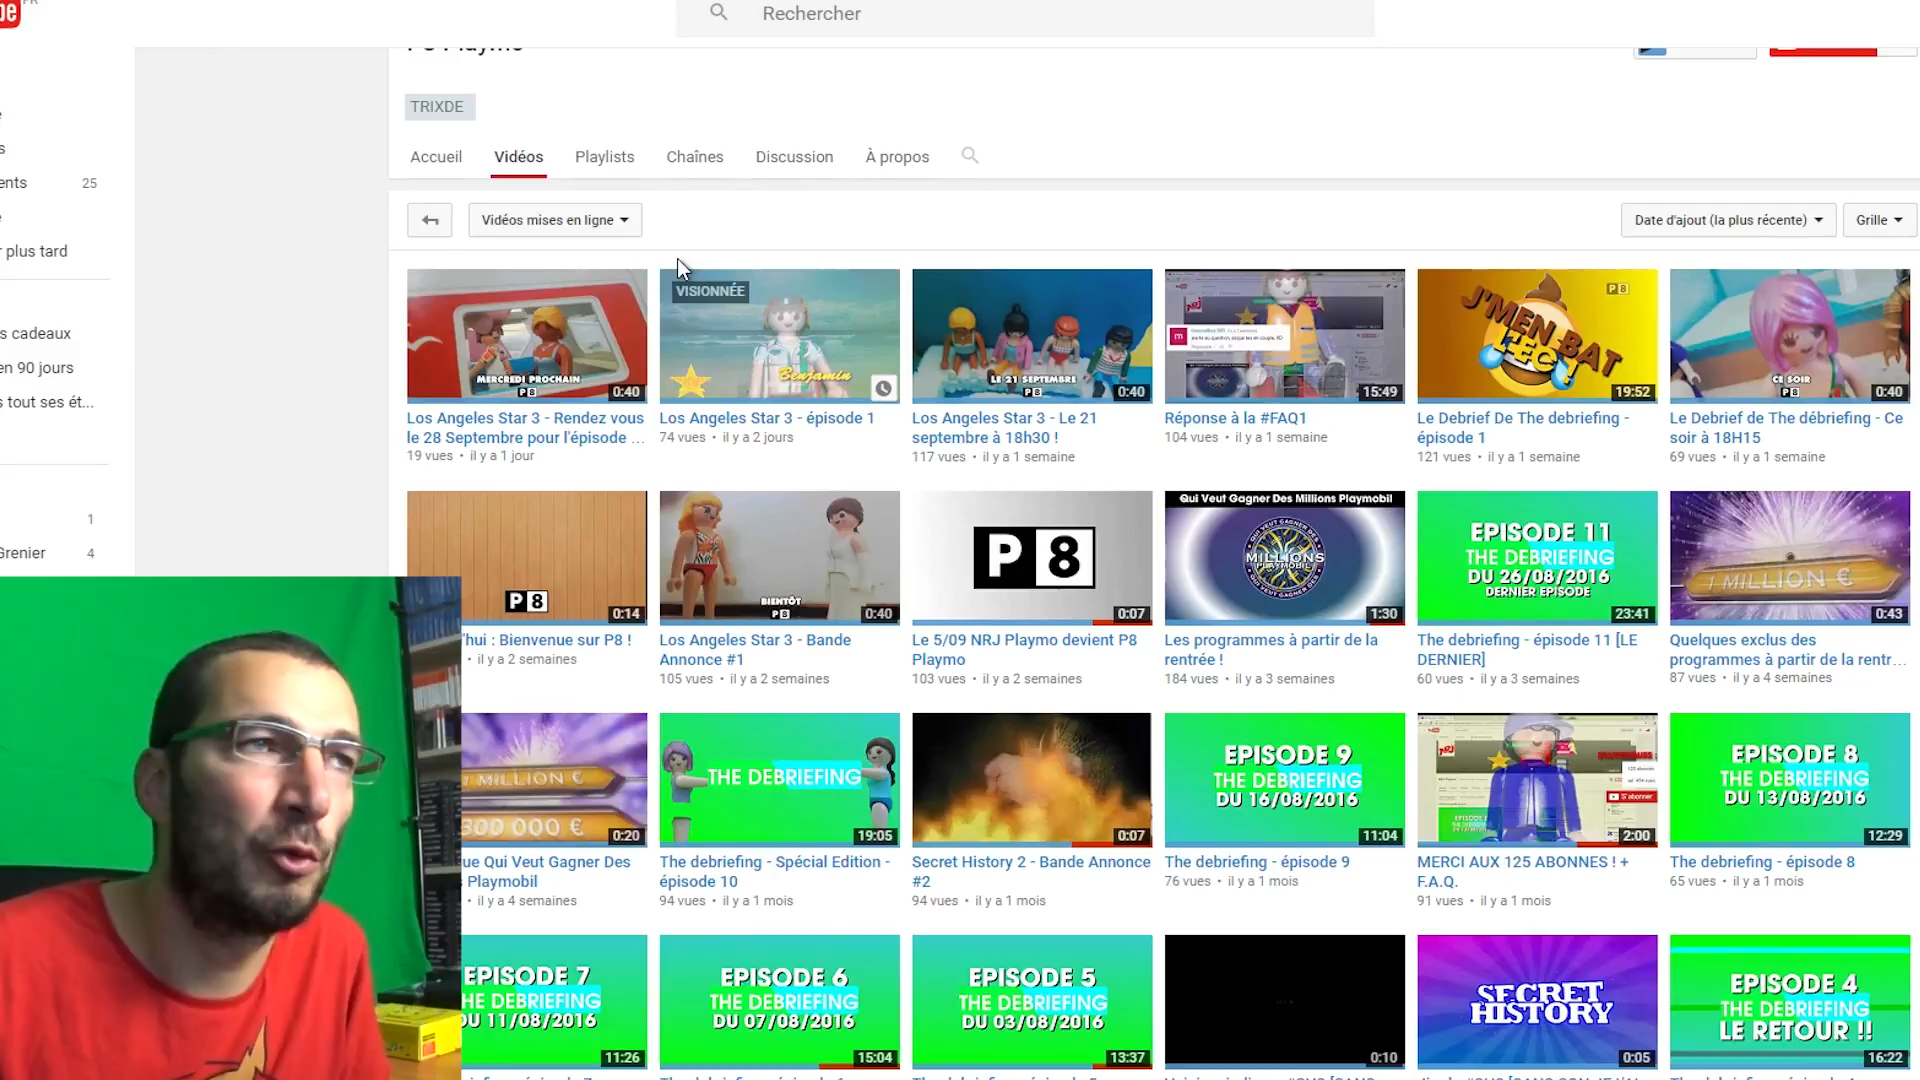 be
FR
Rechercher
P8 Playmo
TRIXDE
Accueil
Vidéos
Playlists
Chaînes
Discussion
À propos
ents 25
plus tard
s cadeaux
en 90 jours
s tout ses ét...
1
Grenier 4
Vidéos mises en ligne
Date d'ajout (la plus récente)
Grille
MERCREDI PROCHAIN
P8
0:40
VISIONNÉE
Benjamin
LE 21 SEPTEMBRE
P8
0:40
15:49
J'MEN BAT
LEC
P8
19:52
CE SOIR
P8
0:40
Los Angeles Star 3 - Rendez vous
le 28 Septembre pour l'épisode ...
19 vues • il y a 1 jour
Los Angeles Star 3 - épisode 1
74 vues • il y a 2 jours
Los Angeles Star 3 - Le 21
septembre à 18h30 !
117 vues • il y a 1 semaine
Réponse à la #FAQ1
104 vues • il y a 1 semaine
Le Debrief De The debriefing -
épisode 1
121 vues • il y a 1 semaine
Le Debrief de The débriefing - Ce
soir à 18H15
69 vues • il y a 1 semaine
P8
0:14
BIENTÔT
P8
0:40
P8
0:07
Qui Veut Gagner Des Millions Playmobil
QUI VEUT GAGNER DES
MILLIONS
PLAYMOBIL
1:30
EPISODE 11
THE DEBRIEFING
DU 26/08/2016
DERNIER EPISODE
23:41
1 MILLION €
0:43
'hui : Bienvenue sur P8 !
• il y a 2 semaines
Los Angeles Star 3 - Bande
Annonce #1
105 vues • il y a 2 semaines
Le 5/09 NRJ Playmo devient P8
Playmo
103 vues • il y a 2 semaines
Les programmes à partir de la
rentrée !
184 vues • il y a 3 semaines
The debriefing - épisode 11 [LE
DERNIER]
60 vues • il y a 3 semaines
Quelques exclus des
programmes à partir de la rentr...
87 vues • il y a 4 semaines
1 MILLION €
300 000 €
0:20
THE DEBRIEFING
19:05
0:07
EPISODE 9
THE DEBRIEFING
DU 16/08/2016
11:04
S'abonner
2:00
EPISODE 8
THE DEBRIEFING
DU 13/08/2016
12:29
ue Qui Veut Gagner Des
Playmobil
• il y a 4 semaines
The debriefing - Spécial Edition -
épisode 10
94 vues • il y a 1 mois
Secret History 2 - Bande Annonce
#2
94 vues • il y a 1 mois
The debriefing - épisode 9
76 vues • il y a 1 mois
MERCI AUX 125 ABONNES ! +
F.A.Q.
91 vues • il y a 1 mois
The debriefing - épisode 8
65 vues • il y a 1 mois
EPISODE 7
HE DEBRIEFING
DU 11/08/2016
11:26
EPISODE 6
THE DEBRIEFING
DU 07/08/2016
15:04
EPISODE 5
THE DEBRIEFING
DU 03/08/2016
13:37
0:10
SECRET
HISTORY
0:05
EPISODE 4
THE DEBRIEFING
LE RETOUR !!
16:22